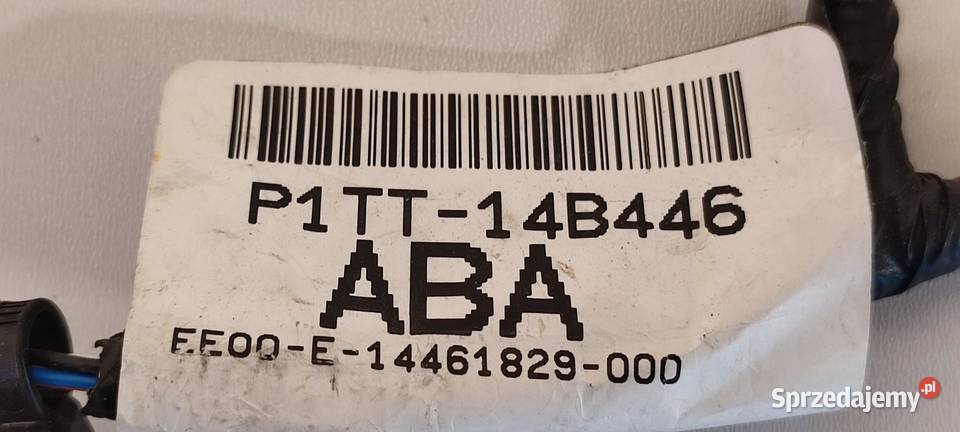 P1TT-14B446
ABA
EE00-E-14461829-000
Sprzedajemy.pl